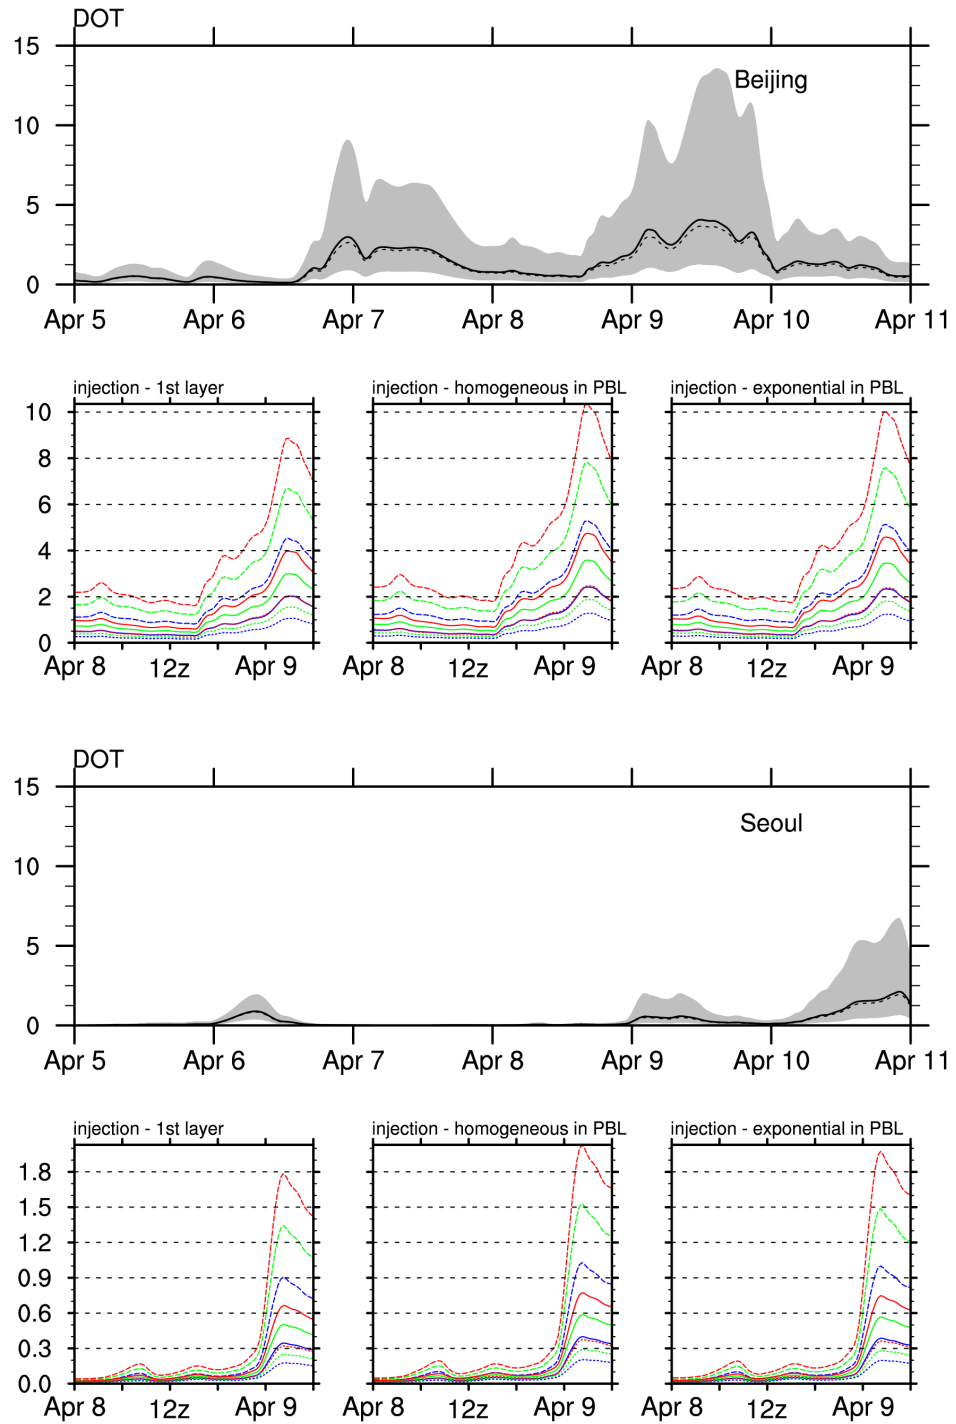 DOT
15
Beijing
10
5
0
Apr 5 Apr 6 Apr 7 Apr 8 Apr 9 Apr 10 Apr 11
injection - 1st layer injection - homogeneous in PBL injection - exponential in PBL
10
8
6
4
2
0
Apr 8 12z Apr 9 Apr 8 12z Apr 9 Apr 8 12z Apr 9
DOT
15
Seoul
10
5
0
Apr 5 Apr 6 Apr 7 Apr 8 Apr 9 Apr 10 Apr 11
injection - 1st layer injection - homogeneous in PBL injection - exponential in PBL
1.8
1.5
1.2
0.9
0.6
0.3
0.0
Apr 8 12z Apr 9 Apr 8 12z Apr 9 Apr 8 12z Apr 9